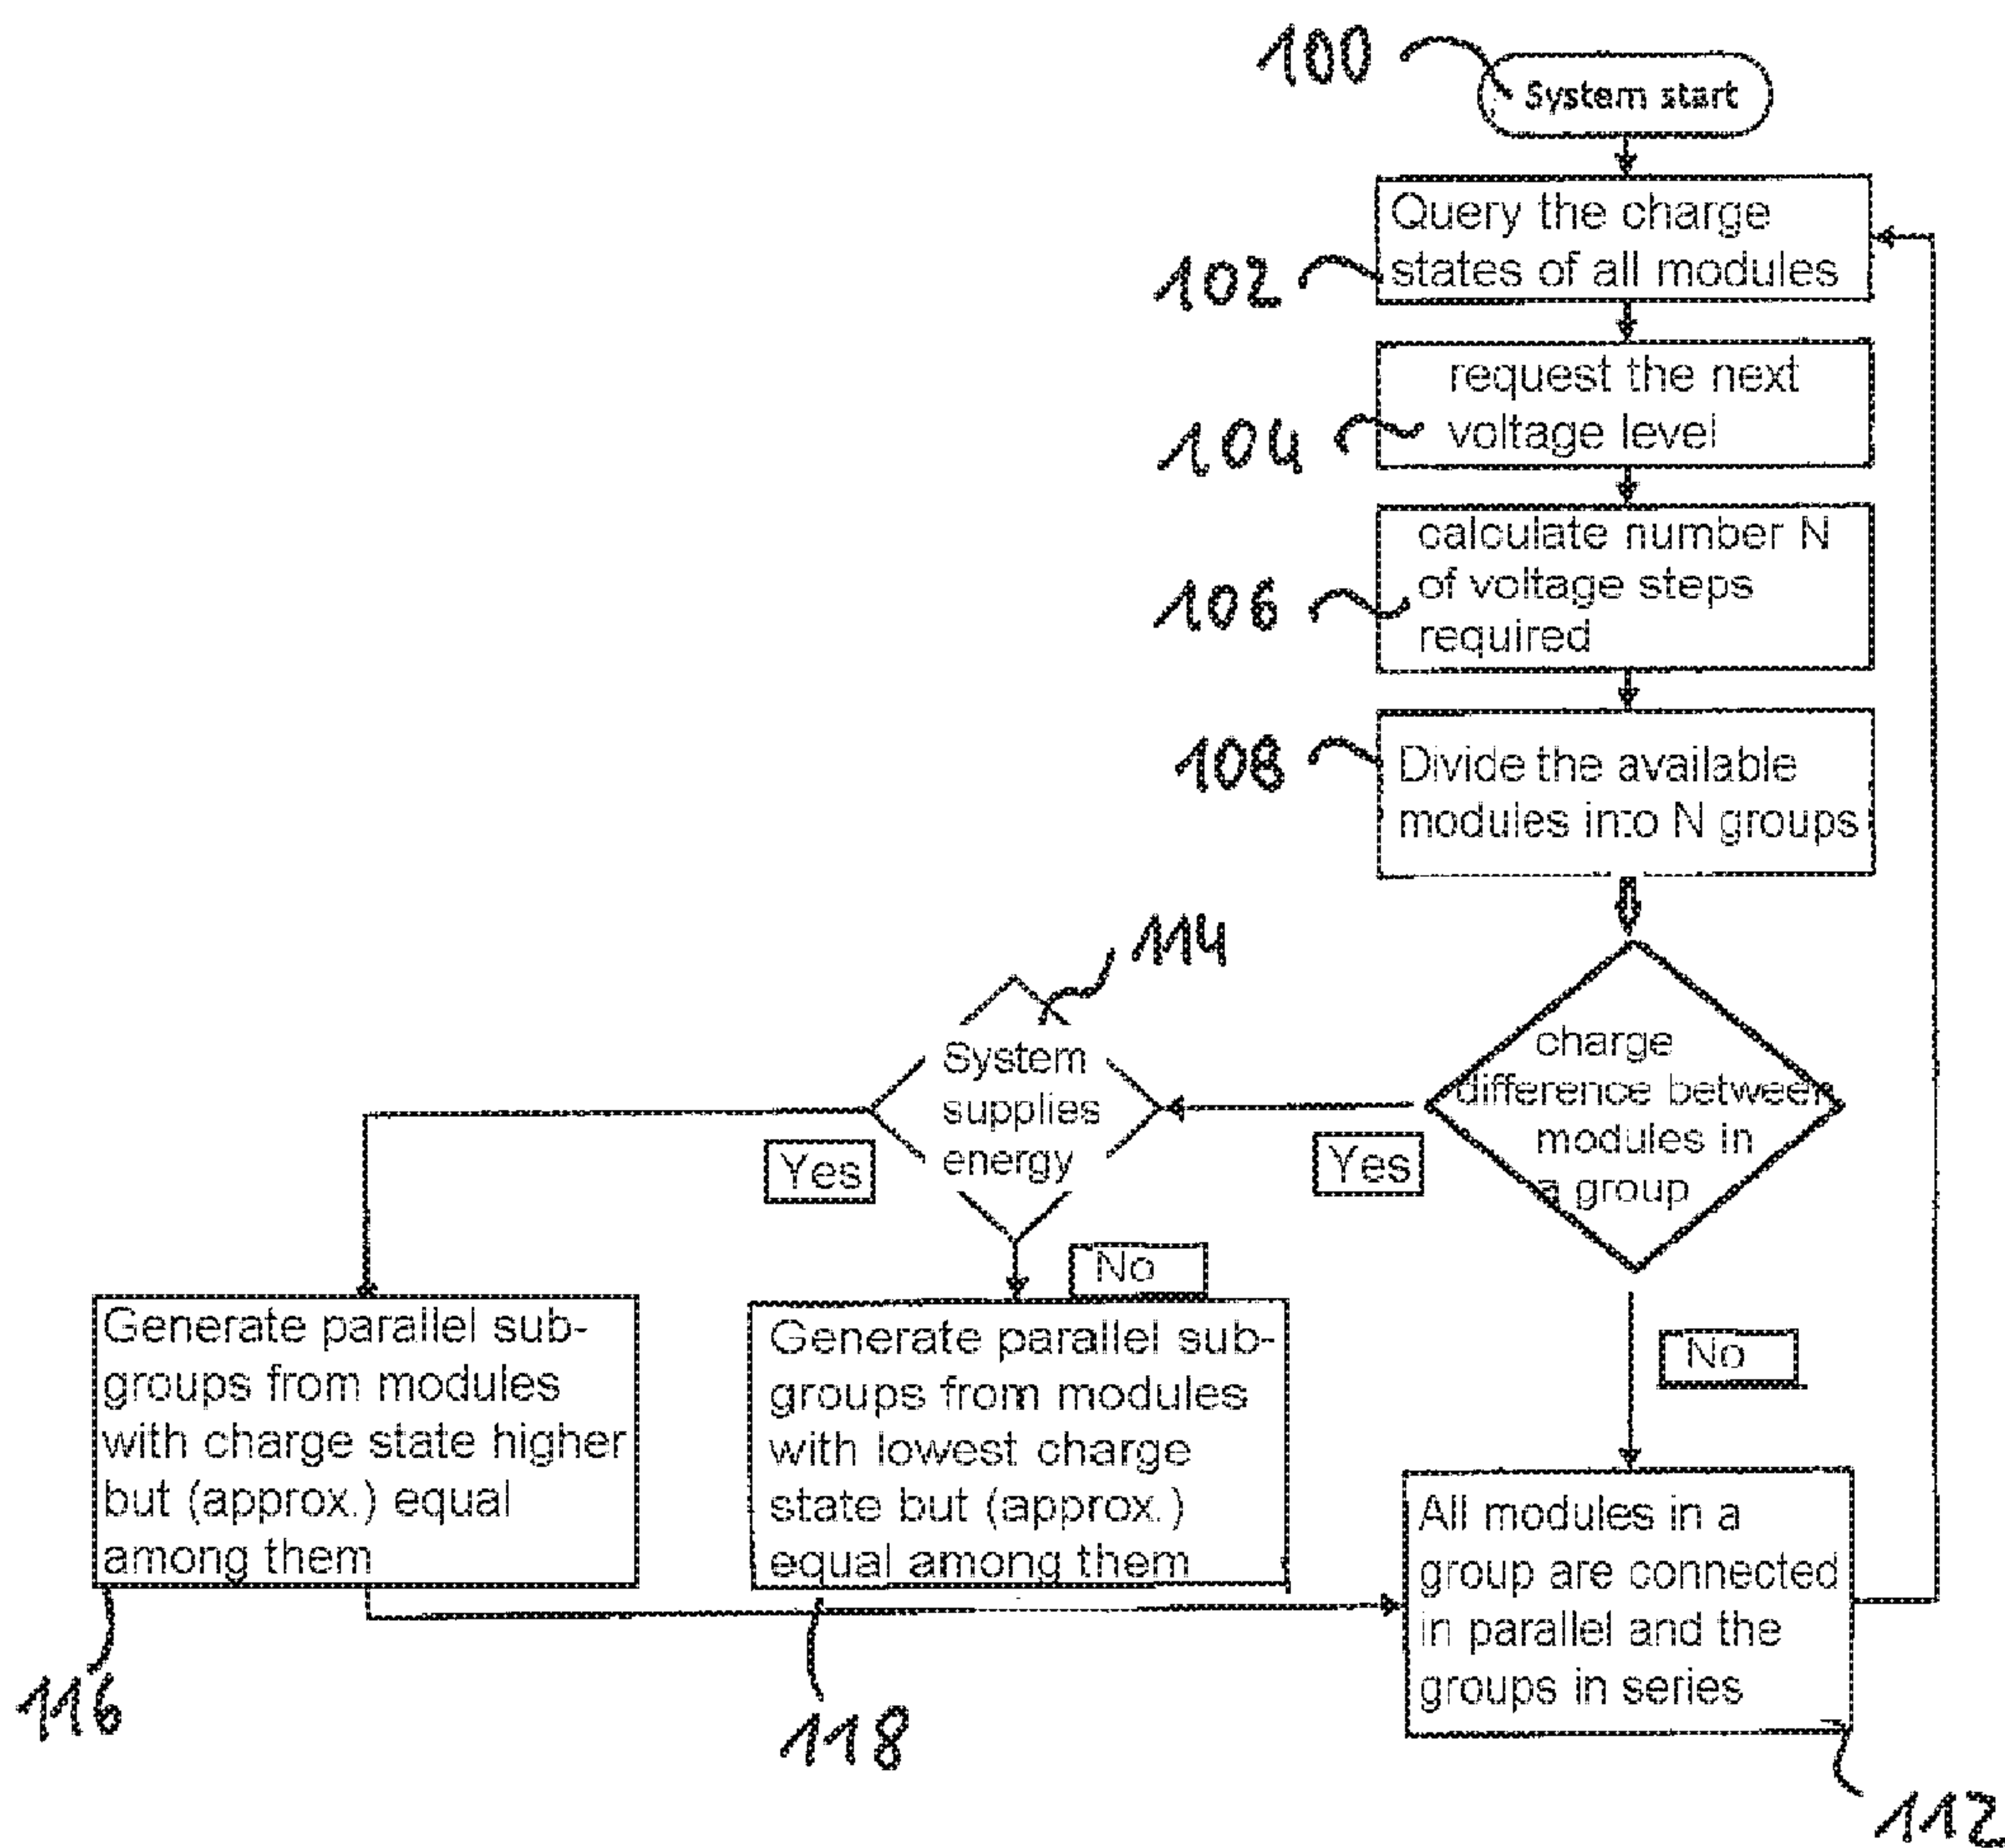 100
System start
Query the charge
states of all modules
102
request the next
voltage level
104
calculate number N
of voltage steps
required
106
108
Divide the available
modules into N groups
114
charge
difference between
modules in
a group
System
supplies
energy
Yes
Yes
No
No
Generate parallel sub-
groups from modules
with charge state higher
but (approx.) equal
among them
Generate parallel sub-
groups from modules
with lowest charge
state but (approx.)
equal among them
All modules in a
group are connected
in parallel and the
groups in series
116
118
112